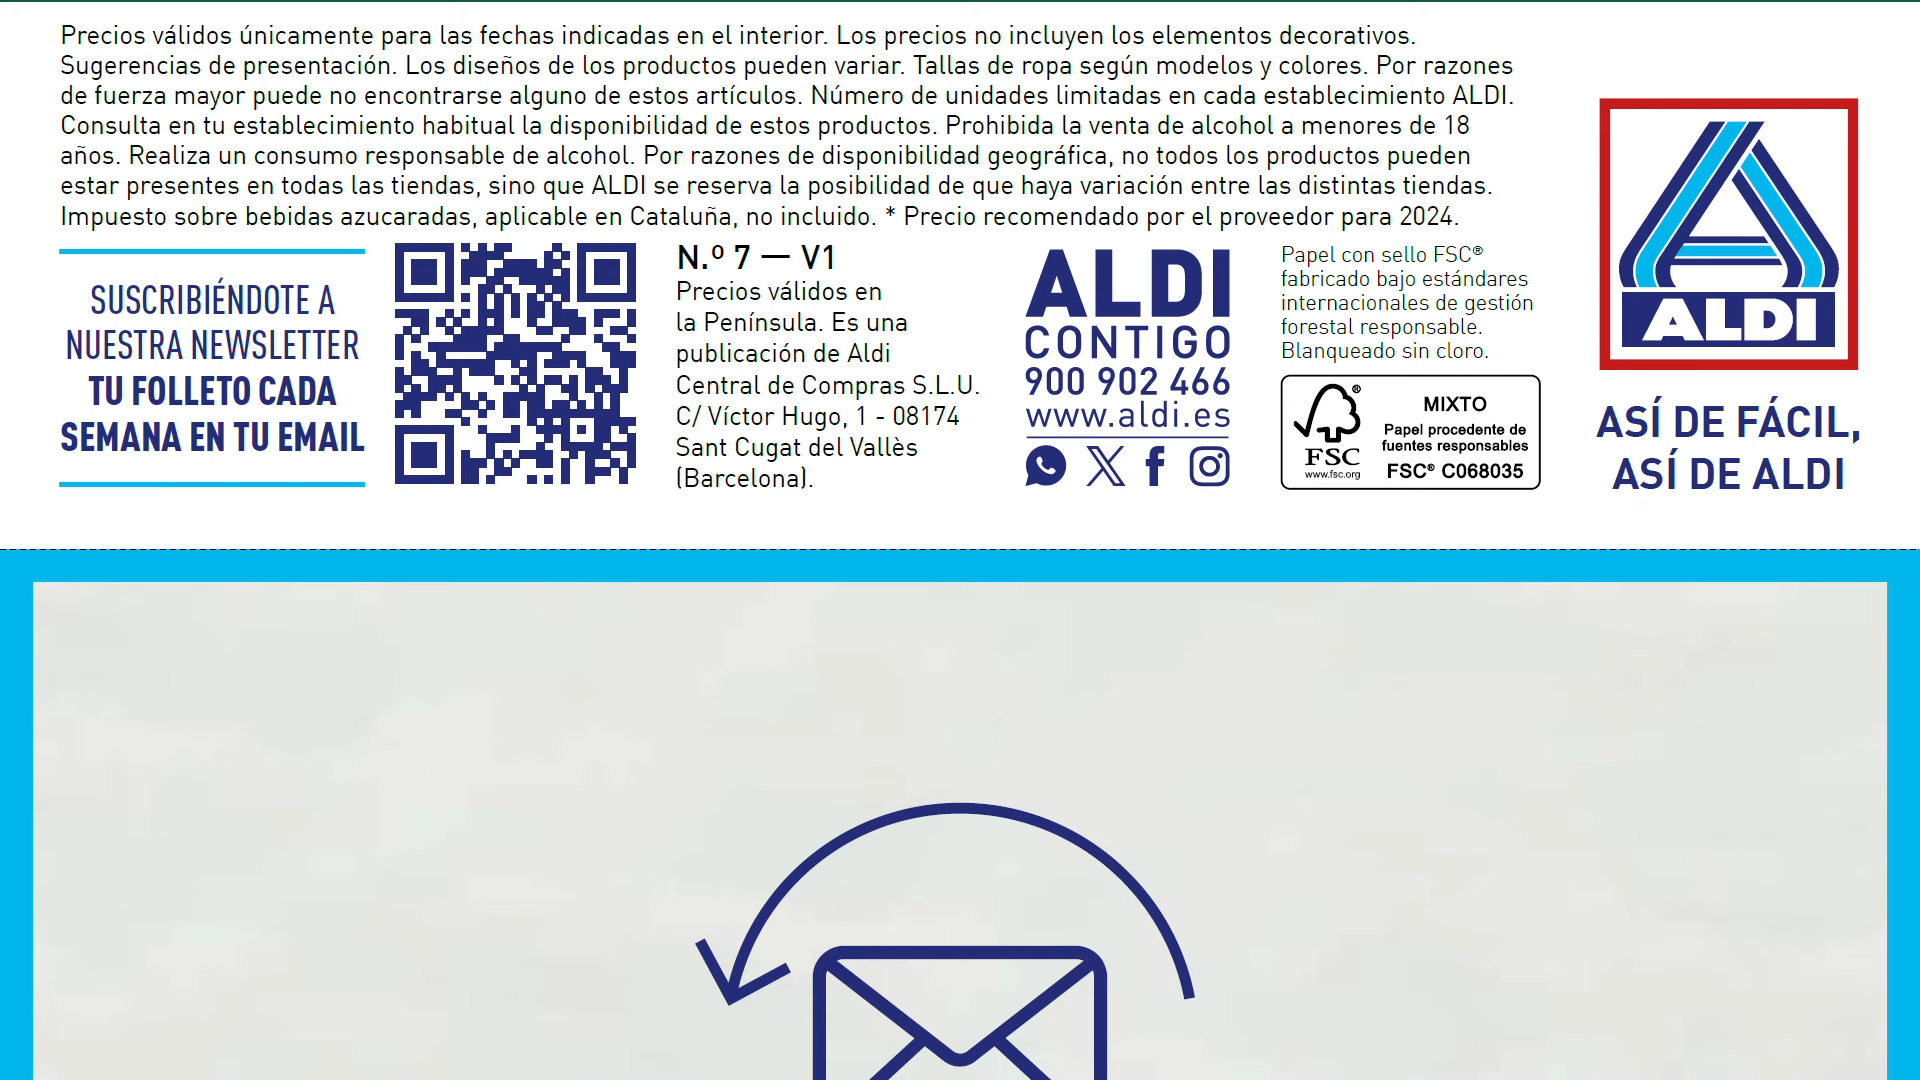 Precios válidos únicamente para las fechas indicadas en el interior. Los precios no incluyen los elementos decorativos.
Sugerencias de presentación. Los diseños de los productos pueden variar. Tallas de ropa según modelos y colores. Por razones
de fuerza mayor puede no encontrarse alguno de estos artículos. Número de unidades limitadas en cada establecimiento ALDI.
Consulta en tu establecimiento habitual la disponibilidad de estos productos. Prohibida la venta de alcohol a menores de 18
años. Realiza un consumo responsable de alcohol. Por razones de disponibilidad geográfica, no todos los productos pueden
estar presentes en todas las tiendas, sino que ALDI se reserva la posibilidad de que haya variación entre las distintas tiendas.
Impuesto sobre bebidas azucaradas, aplicable en Cataluña, no incluido. * Precio recomendado por el proveedor para 2024.
SUSCRIBIÉNDOTE A
NUESTRA NEWSLETTER
TU FOLLETO CADA
SEMANA EN TU EMAIL
N.º 7 — V1
Precios válidos en
la Península. Es una
publicación de Aldi
Central de Compras S.L.U.
C/ Víctor Hugo, 1 - 08174
Sant Cugat del Vallès
(Barcelona).
ALDI
CONTIGO
900 902 466
www.aldi.es
Papel con sello FSC®
fabricado bajo estándares
internacionales de gestión
forestal responsable.
Blanqueado sin cloro.
®
FSC
www.fsc.org
MIXTO
Papel procedente de
fuentes responsables
FSC® C068035
ALDI
ASÍ DE FÁCIL,
ASÍ DE ALDI